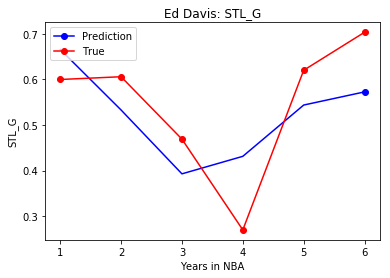 Ed Davis: STL_G
Prediction
True
0.7
0.6
0.5
0.4
0.3
STL_G
1 2 3 4 5 6
Years in NBA